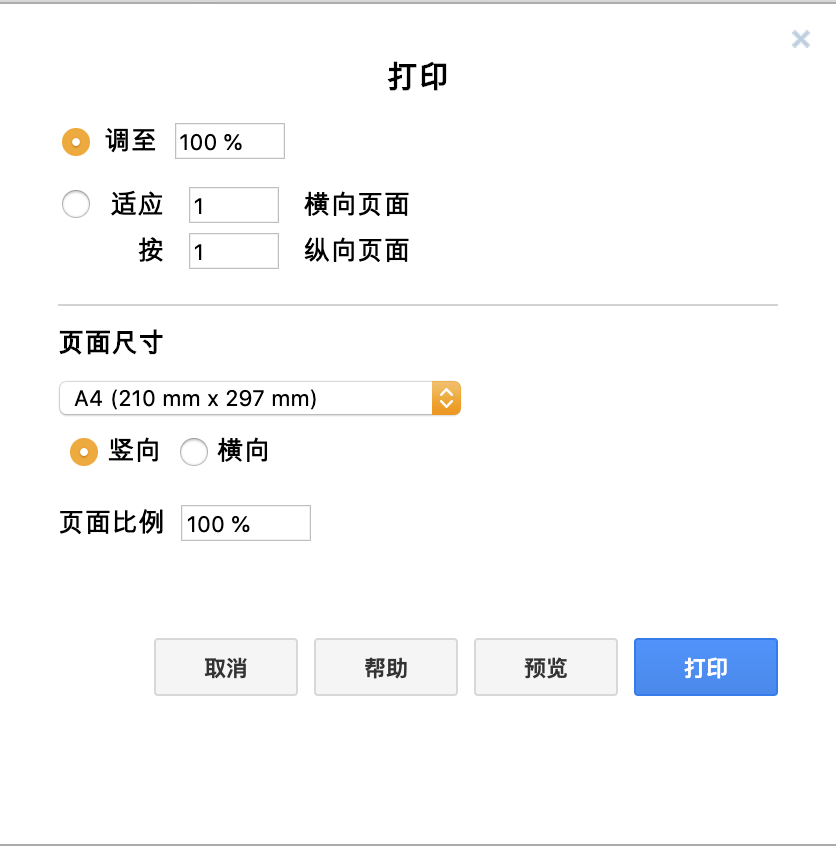 打印
调至 100 %
适应 1 横向页面
按 1 纵向页面
页面尺寸
A4 (210 mm x 297 mm)
竖向 横向
页面比例 100 %
取消 帮助 预览 打印